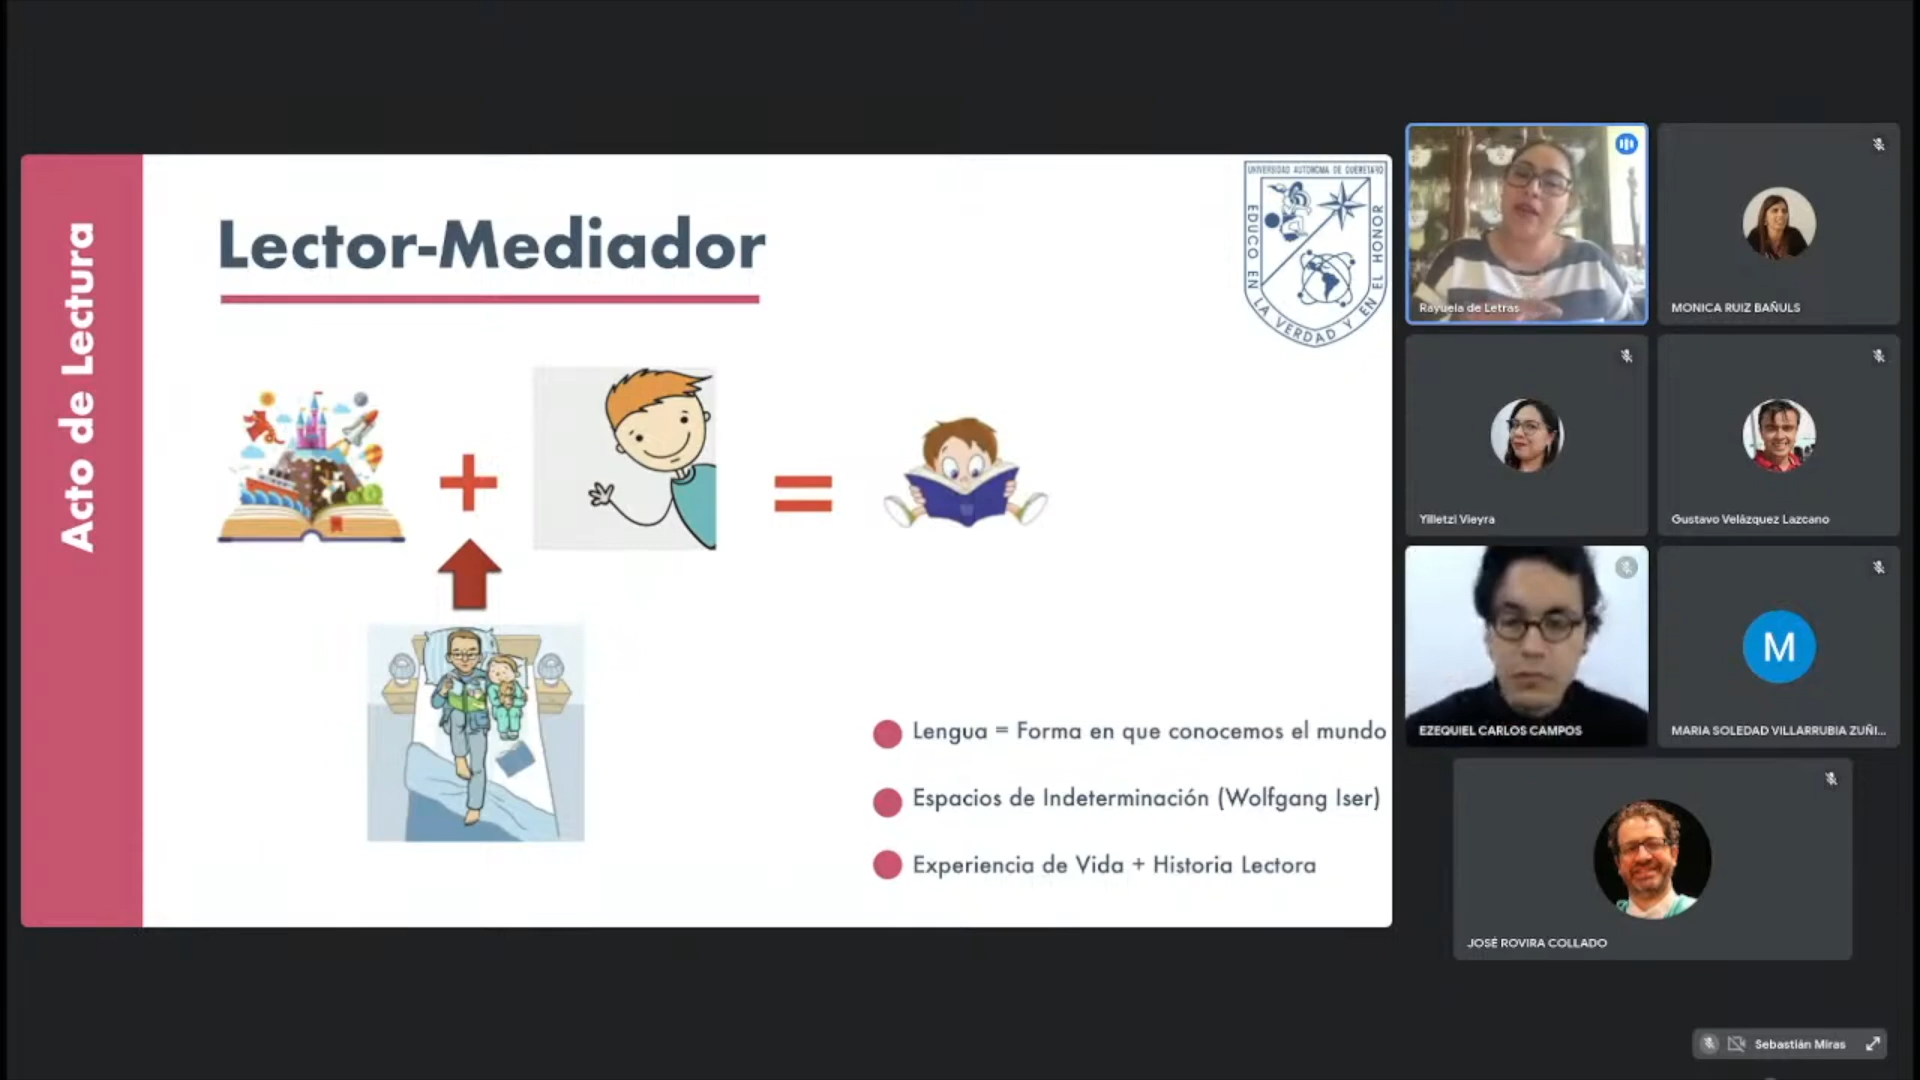 Acto de Lectura
Lector-Mediador
UNIVERSIDAD AUTONOMA DE QUERETARO
EDUCO EN LA VERDAD Y EN EL HONOR
+
=
Lengua = Forma en que conocemos el mundo
Espacios de Indeterminación (Wolfgang Iser)
Experiencia de Vida + Historia Lectora
Rayuela de Letras
MONICA RUIZ BAÑULS
Yilletzi Vieyra
Gustavo Velázquez Lazcano
EZEQUIEL CARLOS CAMPOS
M
MARIA SOLEDAD VILLARRUBIA ZUÑI...
JOSÉ ROVIRA COLLADO
Sebastián Miras